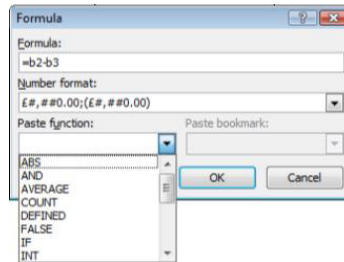 Formula
Formula:
=b2-b3
Number format:
£#,##0.00;(£#,##0.00)
Paste function:
Paste bookmark:
ABS
AND
AVERAGE
COUNT
DEFINED
FALSE
IF
INT
OK
Cancel